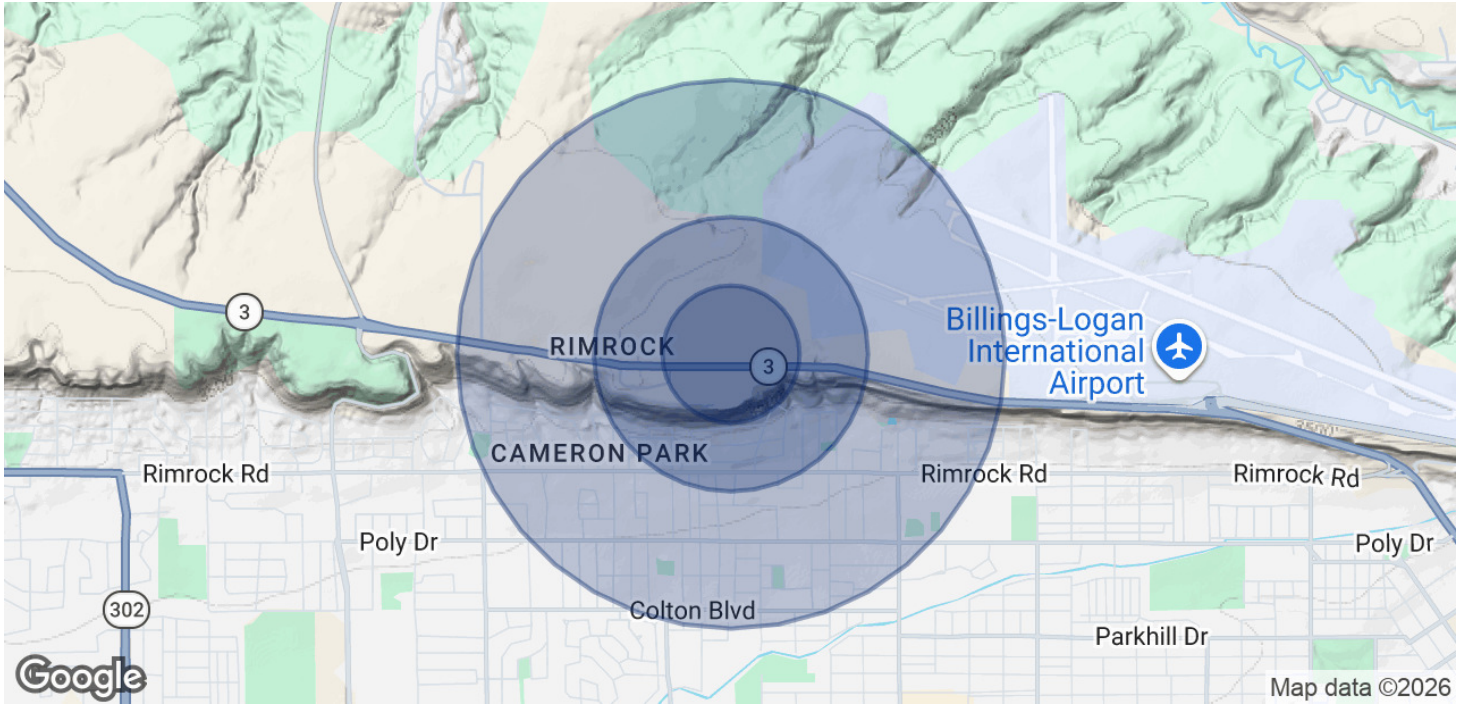 3
RIMROCK
3
Billings-Logan
International
Airport
CAMERON PARK
Rimrock Rd
Rimrock Rd
Rimrock Rd
Poly Dr
Poly Dr
302
Colton Blvd
Parkhill Dr
Google
Map data ©2026